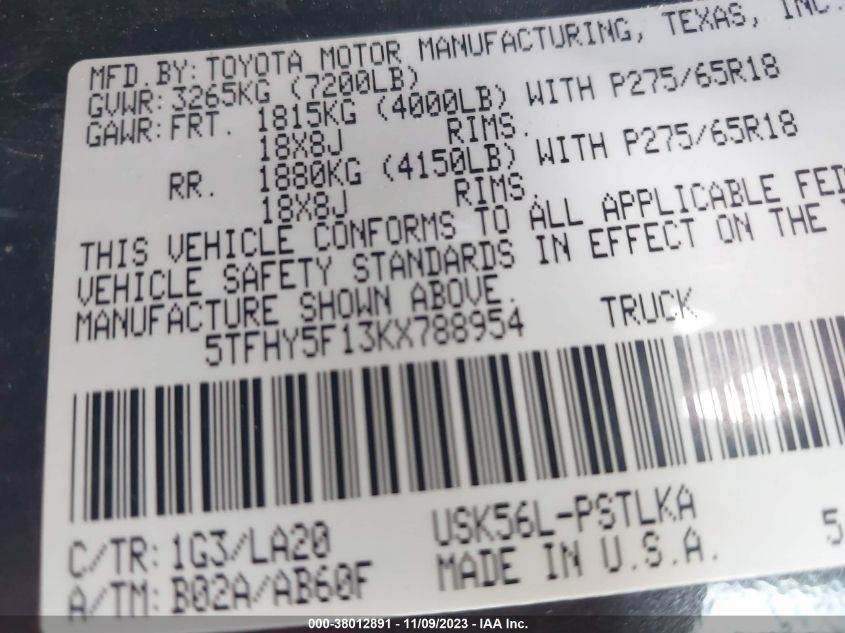 MFD. BY: TOYOTA MOTOR MANUFACTURING, TEXAS, INC.
GVWR: 3265KG (7200LB)
GAWR: FRT. 1815KG (4000LB) WITH P275/65R18
18X8J RIMS.
RR. 1880KG (4150LB) WITH P275/65R18
18X8J RIMS.
THIS VEHICLE CONFORMS TO ALL APPLICABLE FED
VEHICLE SAFETY STANDARDS IN EFFECT ON THE
MANUFACTURE SHOWN ABOVE.
5TFHY5F13KX788954 TRUCK
C/TR: 1G3/LA20 USK56L-PSTLKA
A/TM: B02A/AB60F MADE IN U.S.A. 5
000-38012891 - 11/09/2023 - IAA Inc.